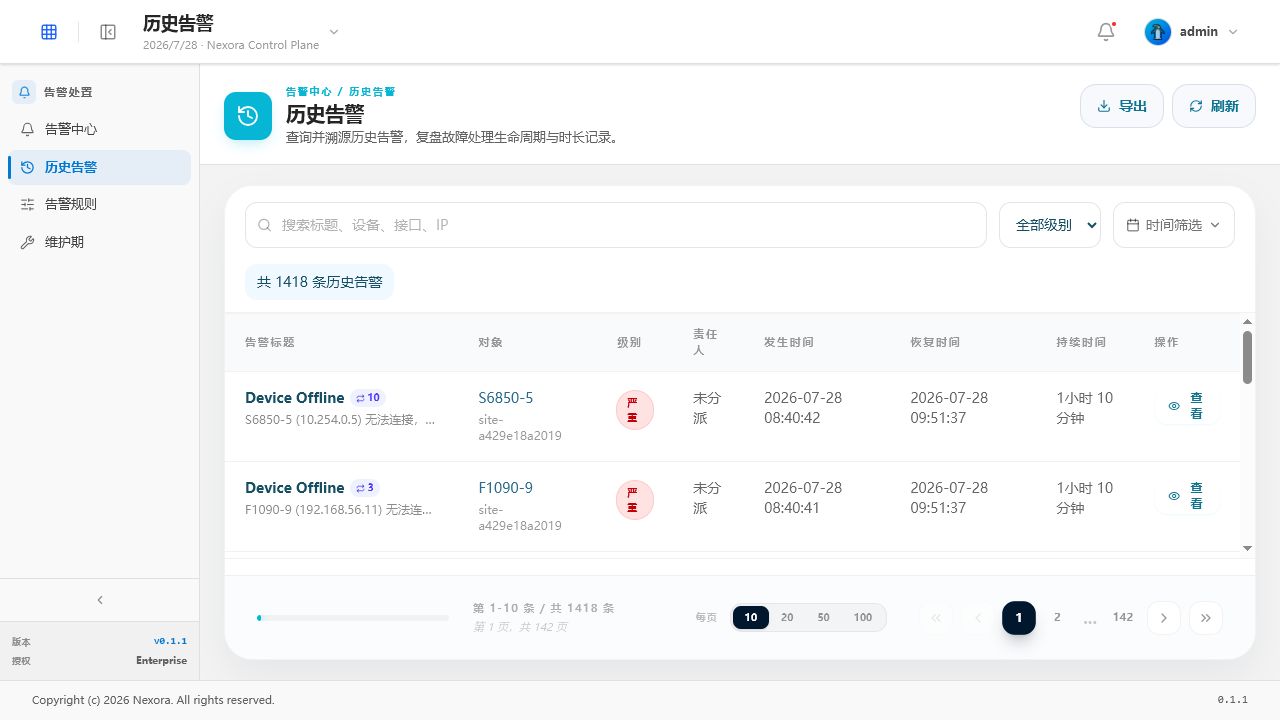 历史告警
2026/7/28 · Nexora Control Plane
admin
告警处置
告警中心
历史告警
告警规则
维护期
版本 v0.1.1
授权 Enterprise
告警中心 / 历史告警
历史告警
查询并溯源历史告警，复盘故障处理生命周期与时长记录。
导出
刷新
搜索标题、设备、接口、IP
全部级别
时间筛选
共 1418 条历史告警
告警标题 对象 级别 责任人 发生时间 恢复时间 持续时间 操作
Device Offline 10
S6850-5 (10.254.0.5) 无法连接， ...
S6850-5
site-
a429e18a2019
严重
未分派
2026-07-28
08:40:42
2026-07-28
09:51:37
1小时 10
分钟
查看
Device Offline 3
F1090-9 (192.168.56.11) 无法连...
F1090-9
site-
a429e18a2019
严重
未分派
2026-07-28
08:40:41
2026-07-28
09:51:37
1小时 10
分钟
查看
第 1-10 条 / 共 1418 条
第 1 页，共 142 页
每页 10 20 50 100
1 2 ... 142
Copyright (c) 2026 Nexora. All rights reserved.
0.1.1